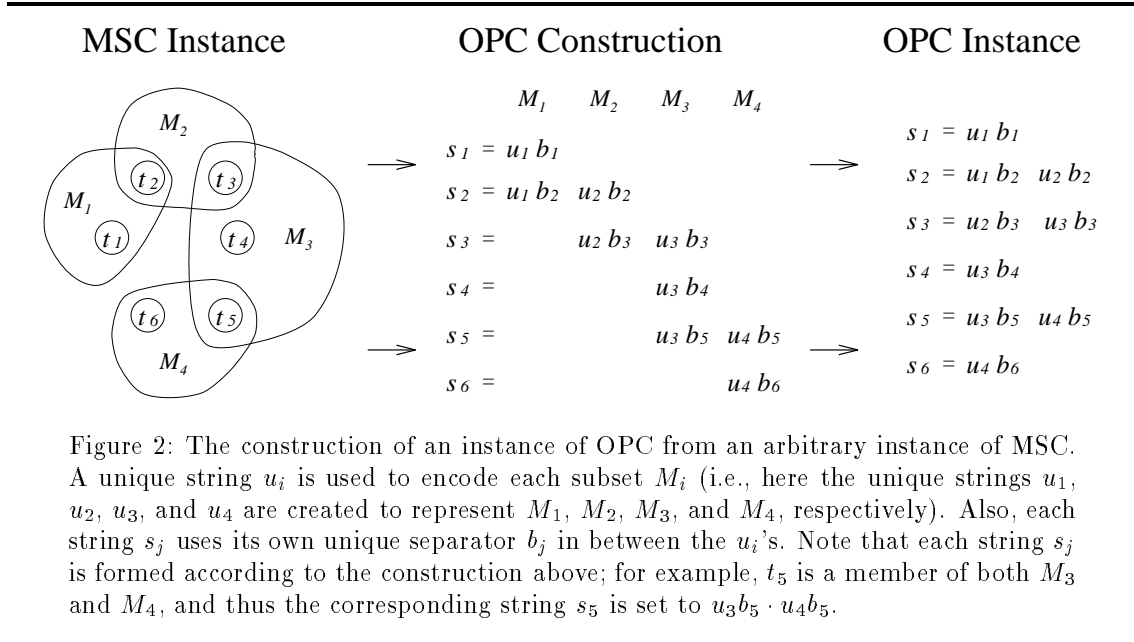 MSC Instance OPC Construction OPC Instance
M1 M2 M3 M4
M2
t2 t3
M1
t1 t4 M3
t6 t5
M4
s1 = u1 b1
s2 = u1 b2 u2 b2
s3 = u2 b3 u3 b3
s4 = u3 b4
s5 = u3 b5 u4 b5
s6 = u4 b6
s1 = u1 b1
s2 = u1 b2 u2 b2
s3 = u2 b3 u3 b3
s4 = u3 b4
s5 = u3 b5 u4 b5
s6 = u4 b6
Figure 2: The construction of an instance of OPC from an arbitrary instance of MSC.
A unique string ui is used to encode each subset Mi (i.e., here the unique strings u1,
u2, u3, and u4 are created to represent M1, M2, M3, and M4, respectively). Also, each
string sj uses its own unique separator bj in between the ui's. Note that each string sj
is formed according to the construction above; for example, t5 is a member of both M3
and M4, and thus the corresponding string s5 is set to u3b5 · u4b5.